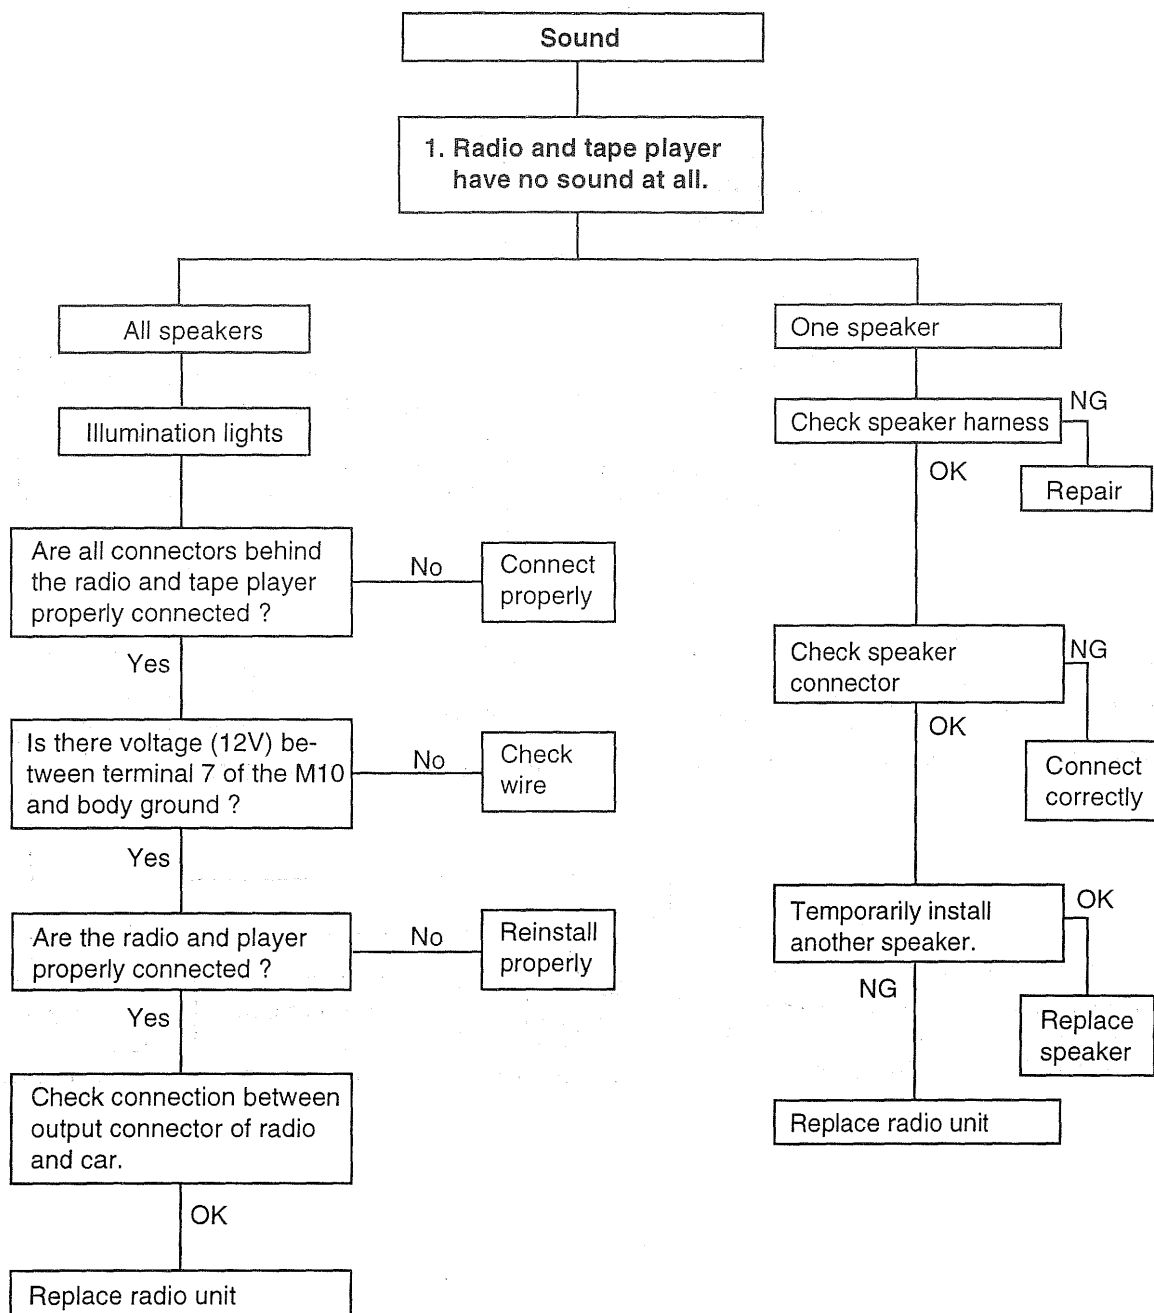 Sound
1. Radio and tape player
have no sound at all.
All speakers
Illumination lights
Are all connectors behind
the radio and tape player
properly connected ?
No
Connect
properly
Yes
Is there voltage (12V) be-
tween terminal 7 of the M10
and body ground ?
No
Check
wire
Yes
Are the radio and player
properly connected ?
No
Reinstall
properly
Yes
Check connection between
output connector of radio
and car.
OK
Replace radio unit
One speaker
Check speaker harness
NG
Repair
OK
Check speaker
connector
NG
Connect
correctly
OK
Temporarily install
another speaker.
OK
Replace
speaker
NG
Replace radio unit